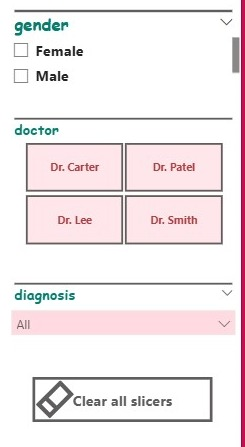 gender
Female
Male
doctor
Dr. Carter
Dr. Patel
Dr. Lee
Dr. Smith
diagnosis
All
Clear all slicers